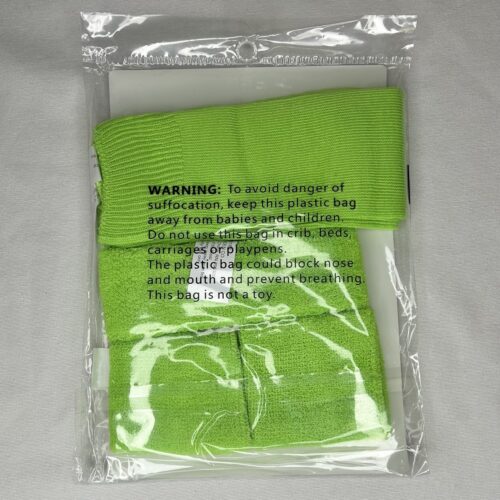 WARNING: To avoid danger of
suffocation, keep this plastic bag
away from babies and children.
Do not use this bag in crib, beds,
carriages or playpens.
The plastic bag could block nose
and mouth and prevent breathing.
This bag is not a toy.